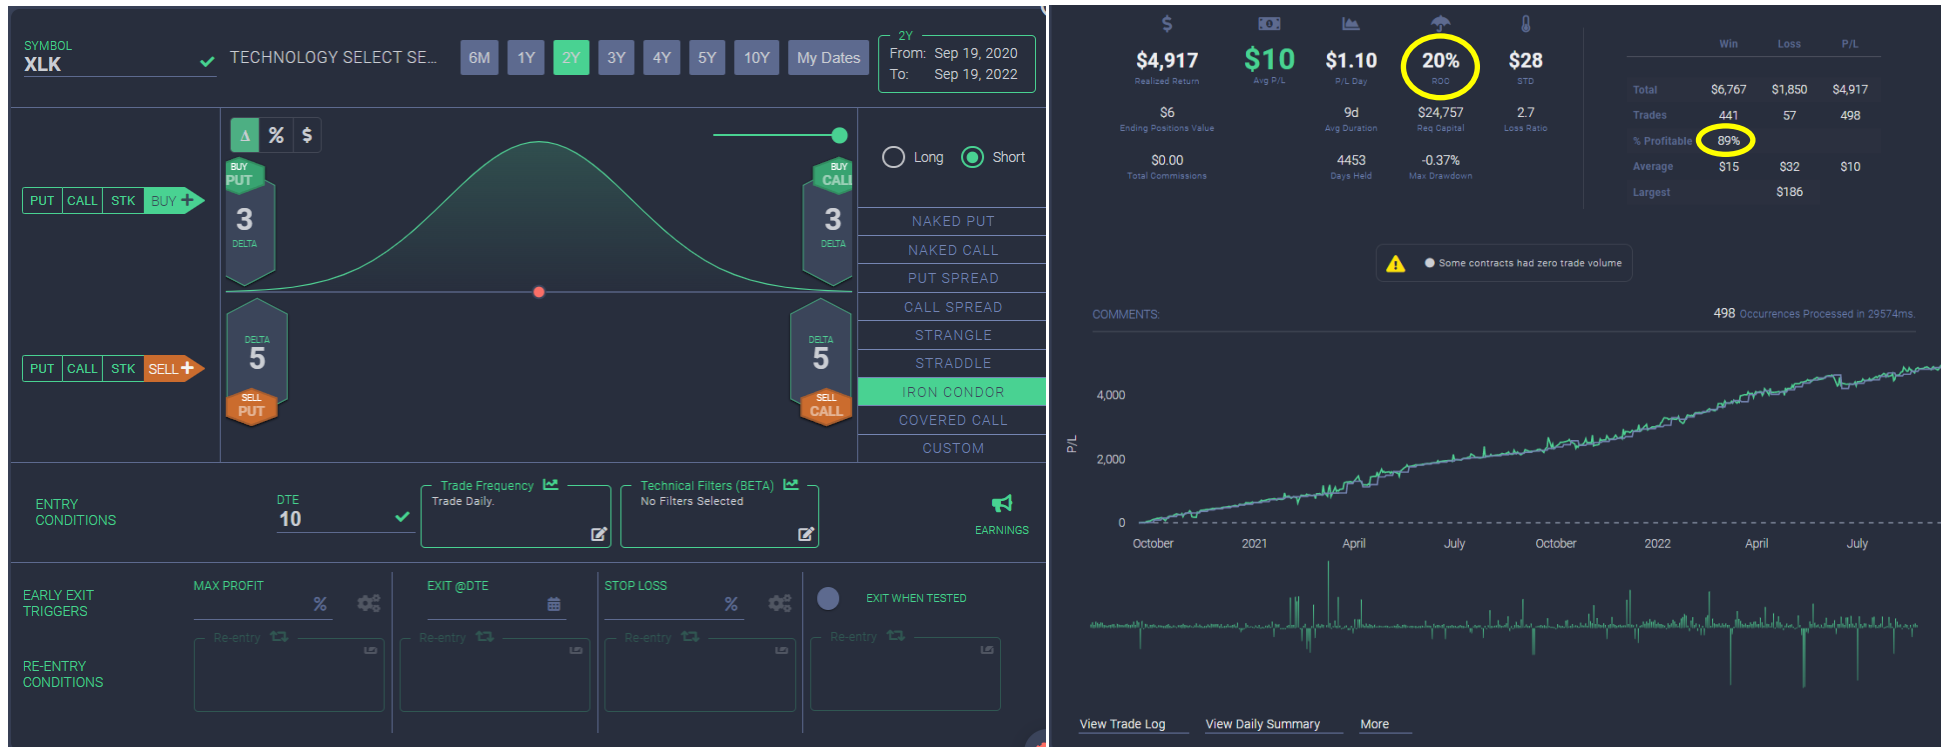 SYMBOL
XLK
TECHNOLOGY SELECT SE...
6M 1Y 2Y 3Y 4Y 5Y 10Y My Dates
2Y
From: Sep 19, 2020
To: Sep 19, 2022
Δ % $
Long Short
BUY PUT
3
DELTA
BUY CALL
3
DELTA
PUT CALL STK BUY +
DELTA
5
SELL PUT
DELTA
5
SELL CALL
PUT CALL STK SELL +
NAKED PUT
NAKED CALL
PUT SPREAD
CALL SPREAD
STRANGLE
STRADDLE
IRON CONDOR
COVERED CALL
CUSTOM
ENTRY
CONDITIONS
DTE
10
Trade Frequency
Trade Daily.
Technical Filters (BETA)
No Filters Selected
EARNINGS
EARLY EXIT
TRIGGERS
MAX PROFIT
%
EXIT @DTE
STOP LOSS
%
EXIT WHEN TESTED
RE-ENTRY
CONDITIONS
Re-entry
Re-entry
Re-entry
Re-entry
$
$4,917 $10 $1.10 20% $28
Realized Return Avg P/L P/L Day ROC STD
$6 9d $24,757 2.7
Ending Positions Value Avg Duration Req Capital Loss Ratio
$0.00 4453 -0.37%
Total Commissions Days Held Max Drawdown
Win Loss P/L
Total $6,767 $1,850 $4,917
Trades 441 57 498
% Profitable 89%
Average $15 $32 $10
Largest $186
Some contracts had zero trade volume
COMMENTS:
498 Occurrences Processed in 29574ms.
P/L
4,000
2,000
0
October 2021 April July October 2022 April July
View Trade Log View Daily Summary More